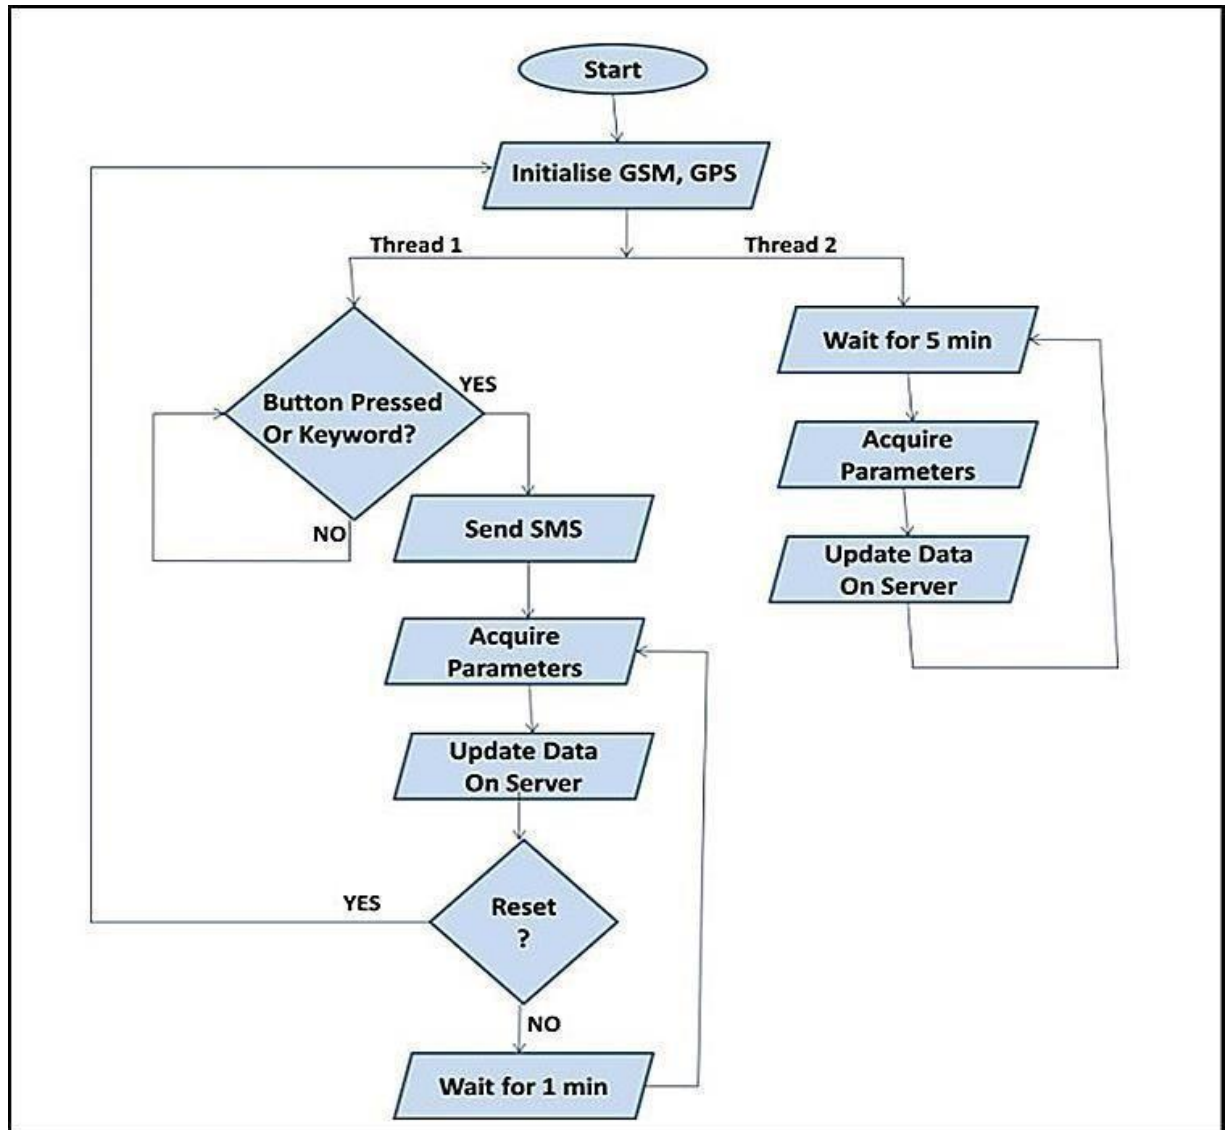 Start
Initialise GSM, GPS
Thread 1
Thread 2
Button Pressed
Or Keyword?
YES
NO
Send SMS
Acquire
Parameters
Update Data
On Server
Reset
?
YES
NO
Wait for 1 min
Wait for 5 min
Acquire
Parameters
Update Data
On Server